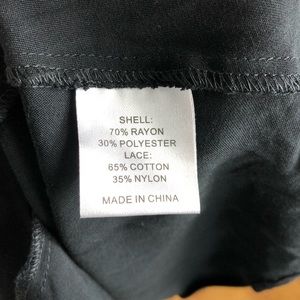 SHELL:
70% RAYON
30% POLYESTER
LACE:
65% COTTON
35% NYLON
MADE IN CHINA